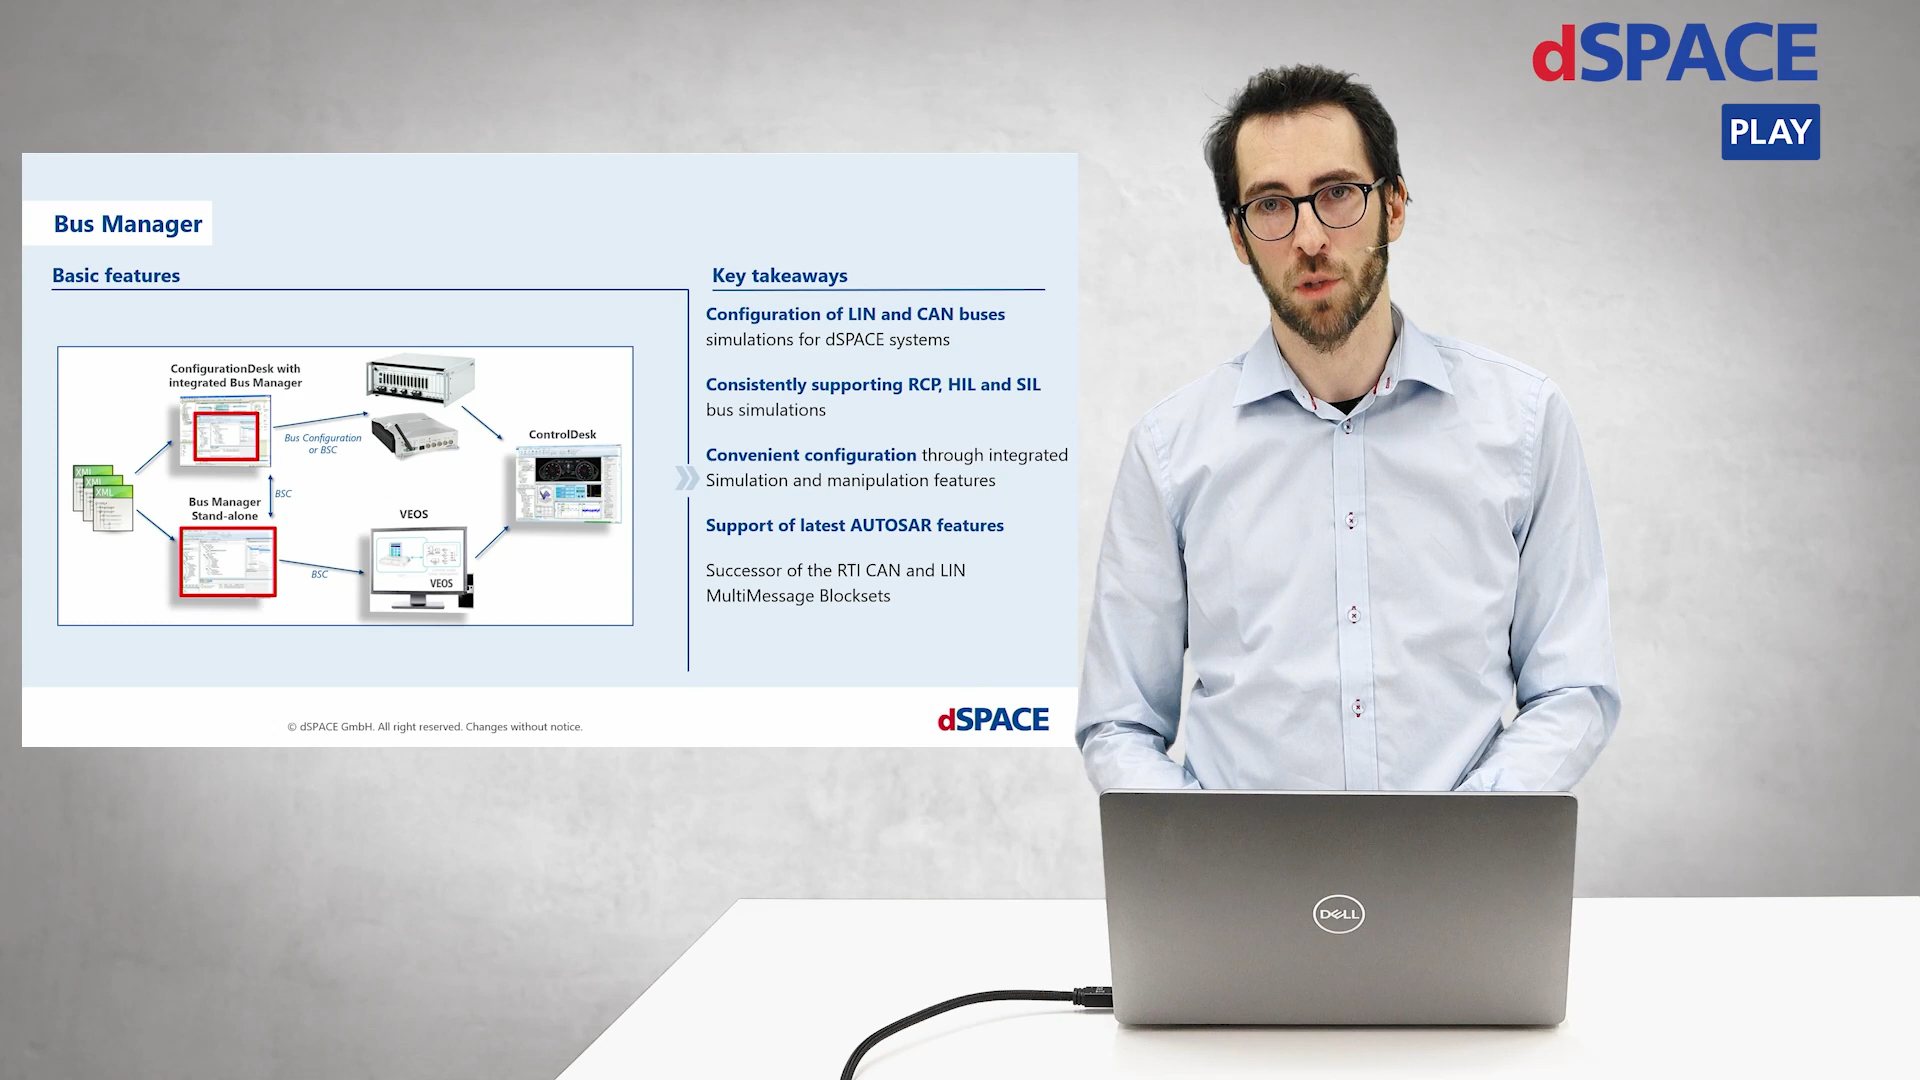 dSPACE
PLAY
Bus Manager
Basic features
ConfigurationDesk with
integrated Bus Manager
Bus Configuration
or BSC
ControlDesk
XML
XML
XML
BSC
Bus Manager
Stand-alone
VEOS
BSC
VEOS
Key takeaways
Configuration of LIN and CAN buses
simulations for dSPACE systems
Consistently supporting RCP, HIL and SIL
bus simulations
Convenient configuration through integrated
Simulation and manipulation features
Support of latest AUTOSAR features
Successor of the RTI CAN and LIN
MultiMessage Blocksets
© dSPACE GmbH. All right reserved. Changes without notice.
dSPACE
DELL